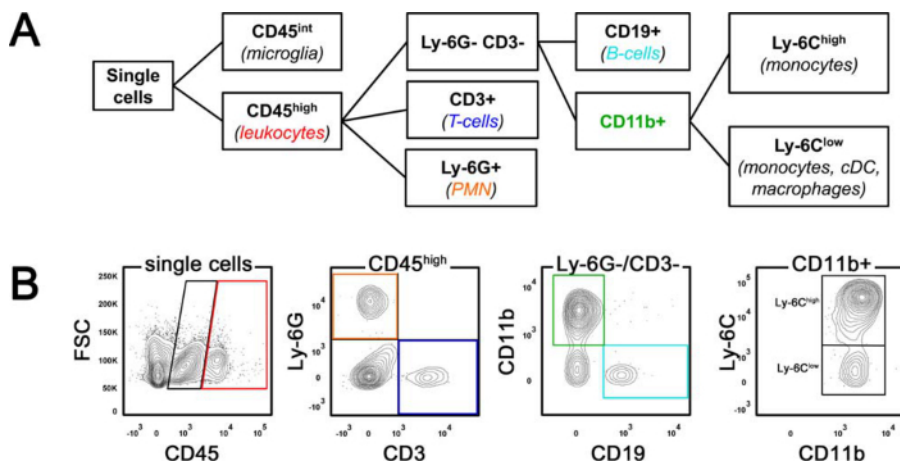 A
Single
cells
CD45int
(microglia)
CD45high
(leukocytes)
Ly-6G- CD3-
CD3+
(T-cells)
Ly-6G+
(PMN)
CD19+
(B-cells)
CD11b+
Ly-6Chigh
(monocytes)
Ly-6Clow
(monocytes, cDC,
macrophages)
B
single cells
FSC
250K
200K
150K
100K
50K
0
-10³ 0 10³ 10⁴ 10⁵
CD45
CD45high
Ly-6G
10⁴
10³
0
-10³
0 10³ 10⁴
CD3
Ly-6G-/CD3-
CD11b
10⁴
10³
0
-10³ 0 10³ 10⁴
CD19
CD11b+
Ly-6C
Ly-6Chigh
Ly-6Clow
10⁵
10⁴
10³
0
-10³
-10³ 0 10³ 10⁴
CD11b